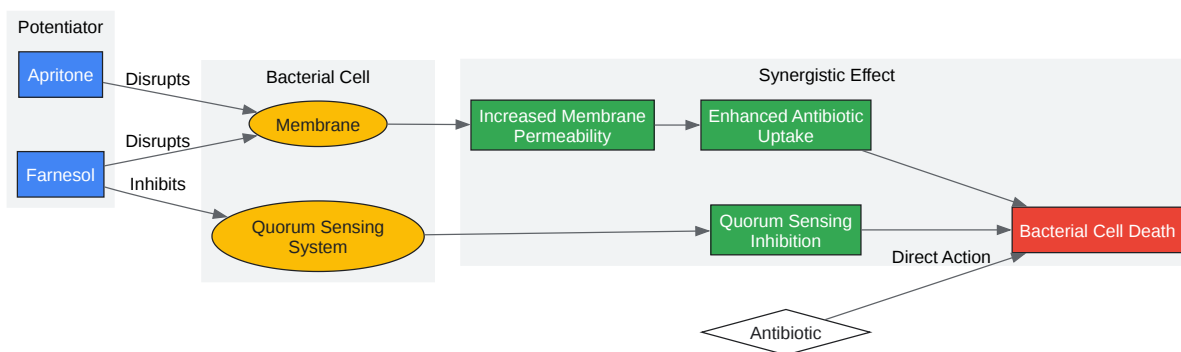 Potentiator
Apritone
Farnesol
Disrupts
Disrupts
Inhibits
Bacterial Cell
Membrane
Quorum Sensing
System
Synergistic Effect
Increased Membrane
Permeability
Enhanced Antibiotic
Uptake
Quorum Sensing
Inhibition
Bacterial Cell Death
Direct Action
Antibiotic